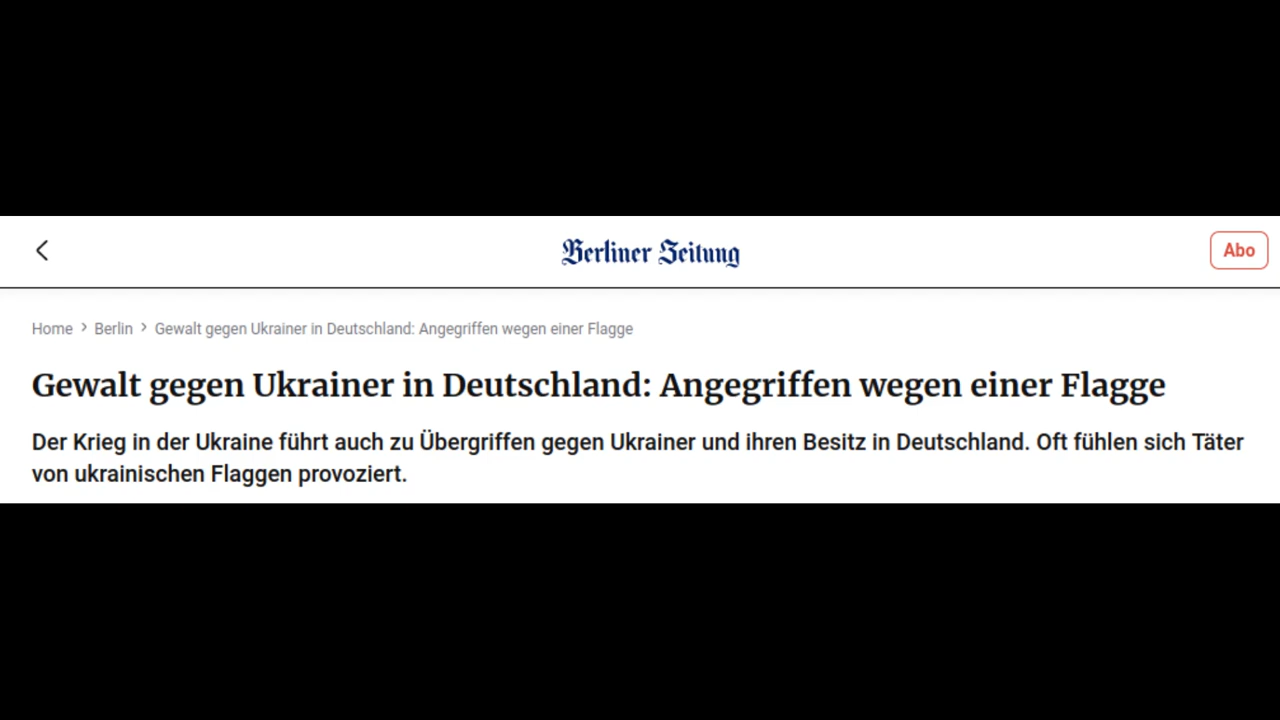 Berliner Zeitung
Abo
Home > Berlin > Gewalt gegen Ukrainer in Deutschland: Angegriffen wegen einer Flagge
Gewalt gegen Ukrainer in Deutschland: Angegriffen wegen einer Flagge
Der Krieg in der Ukraine führt auch zu Übergriffen gegen Ukrainer und ihren Besitz in Deutschland. Oft fühlen sich Täter
von ukrainischen Flaggen provoziert.